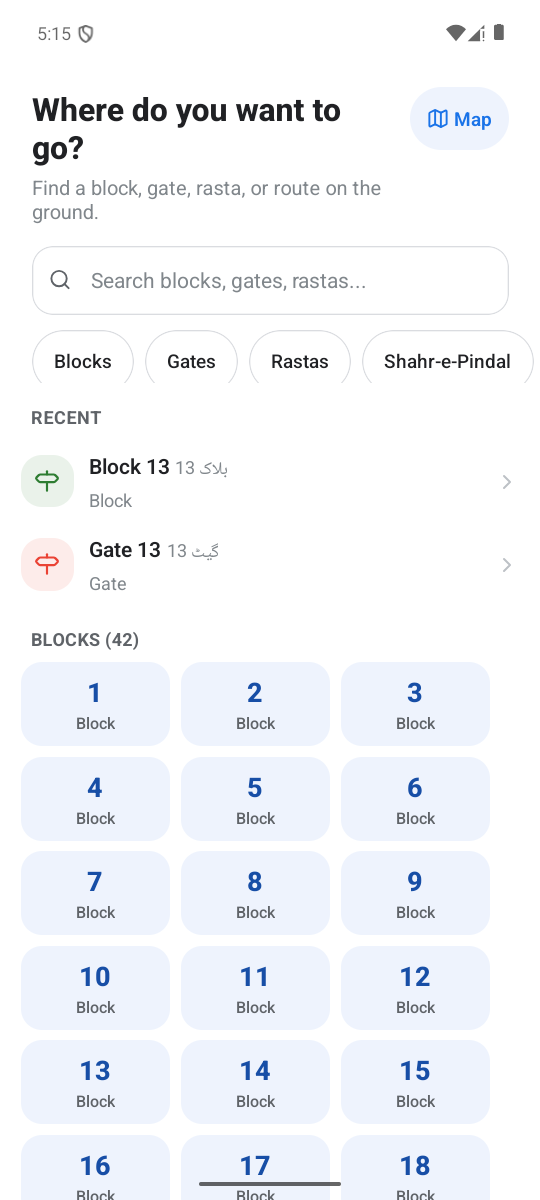 5:15
Where do you want to
go?
Map
Find a block, gate, rasta, or route on the
ground.
Search blocks, gates, rastas...
Blocks Gates Rastas Shahr-e-Pindal
RECENT
Block 13 بلاک 13
Block
Gate 13 گیٹ 13
Gate
BLOCKS (42)
1 2 3
Block Block Block
4 5 6
Block Block Block
7 8 9
Block Block Block
10 11 12
Block Block Block
13 14 15
Block Block Block
16 17 18
Block Block Block